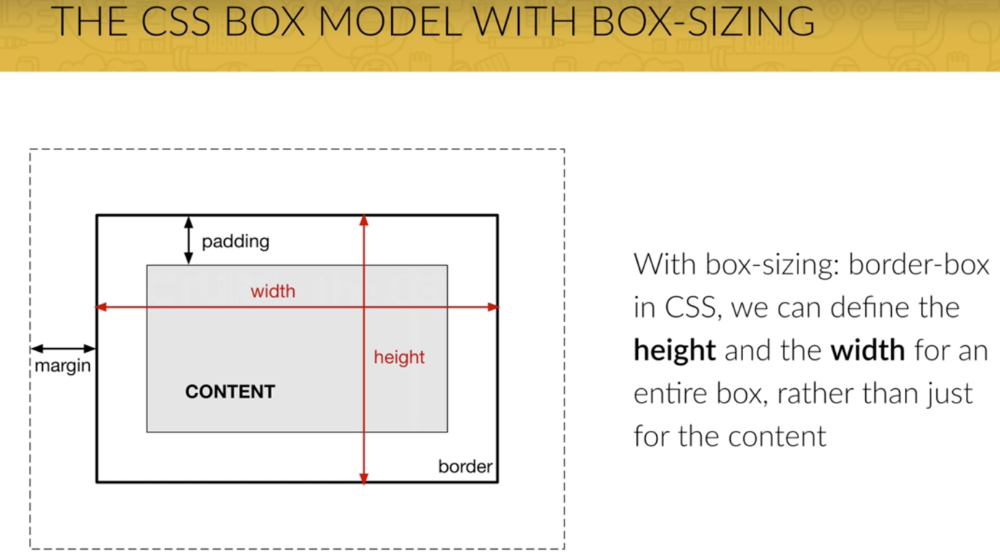 THE CSS BOX MODEL WITH BOX-SIZING
padding
width
margin
height
CONTENT
border
With box-sizing: border-box
in CSS, we can define the
height and the width for an
entire box, rather than just
for the content